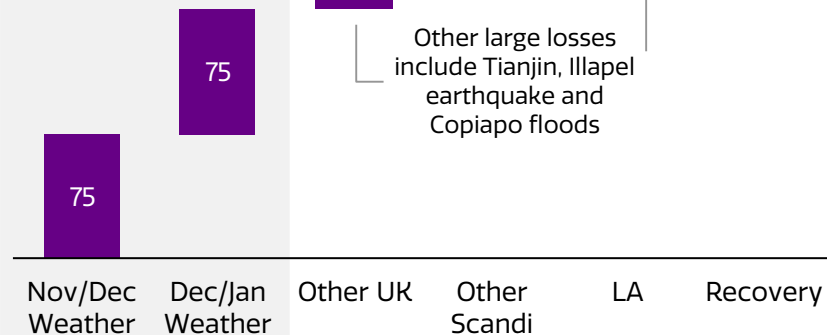 Other large losses
include Tianjin, Illapel
earthquake and
Copiapo floods
75
75
Nov/Dec
Weather
Dec/Jan
Weather
Other UK
Other
Scandi
LA
Recovery